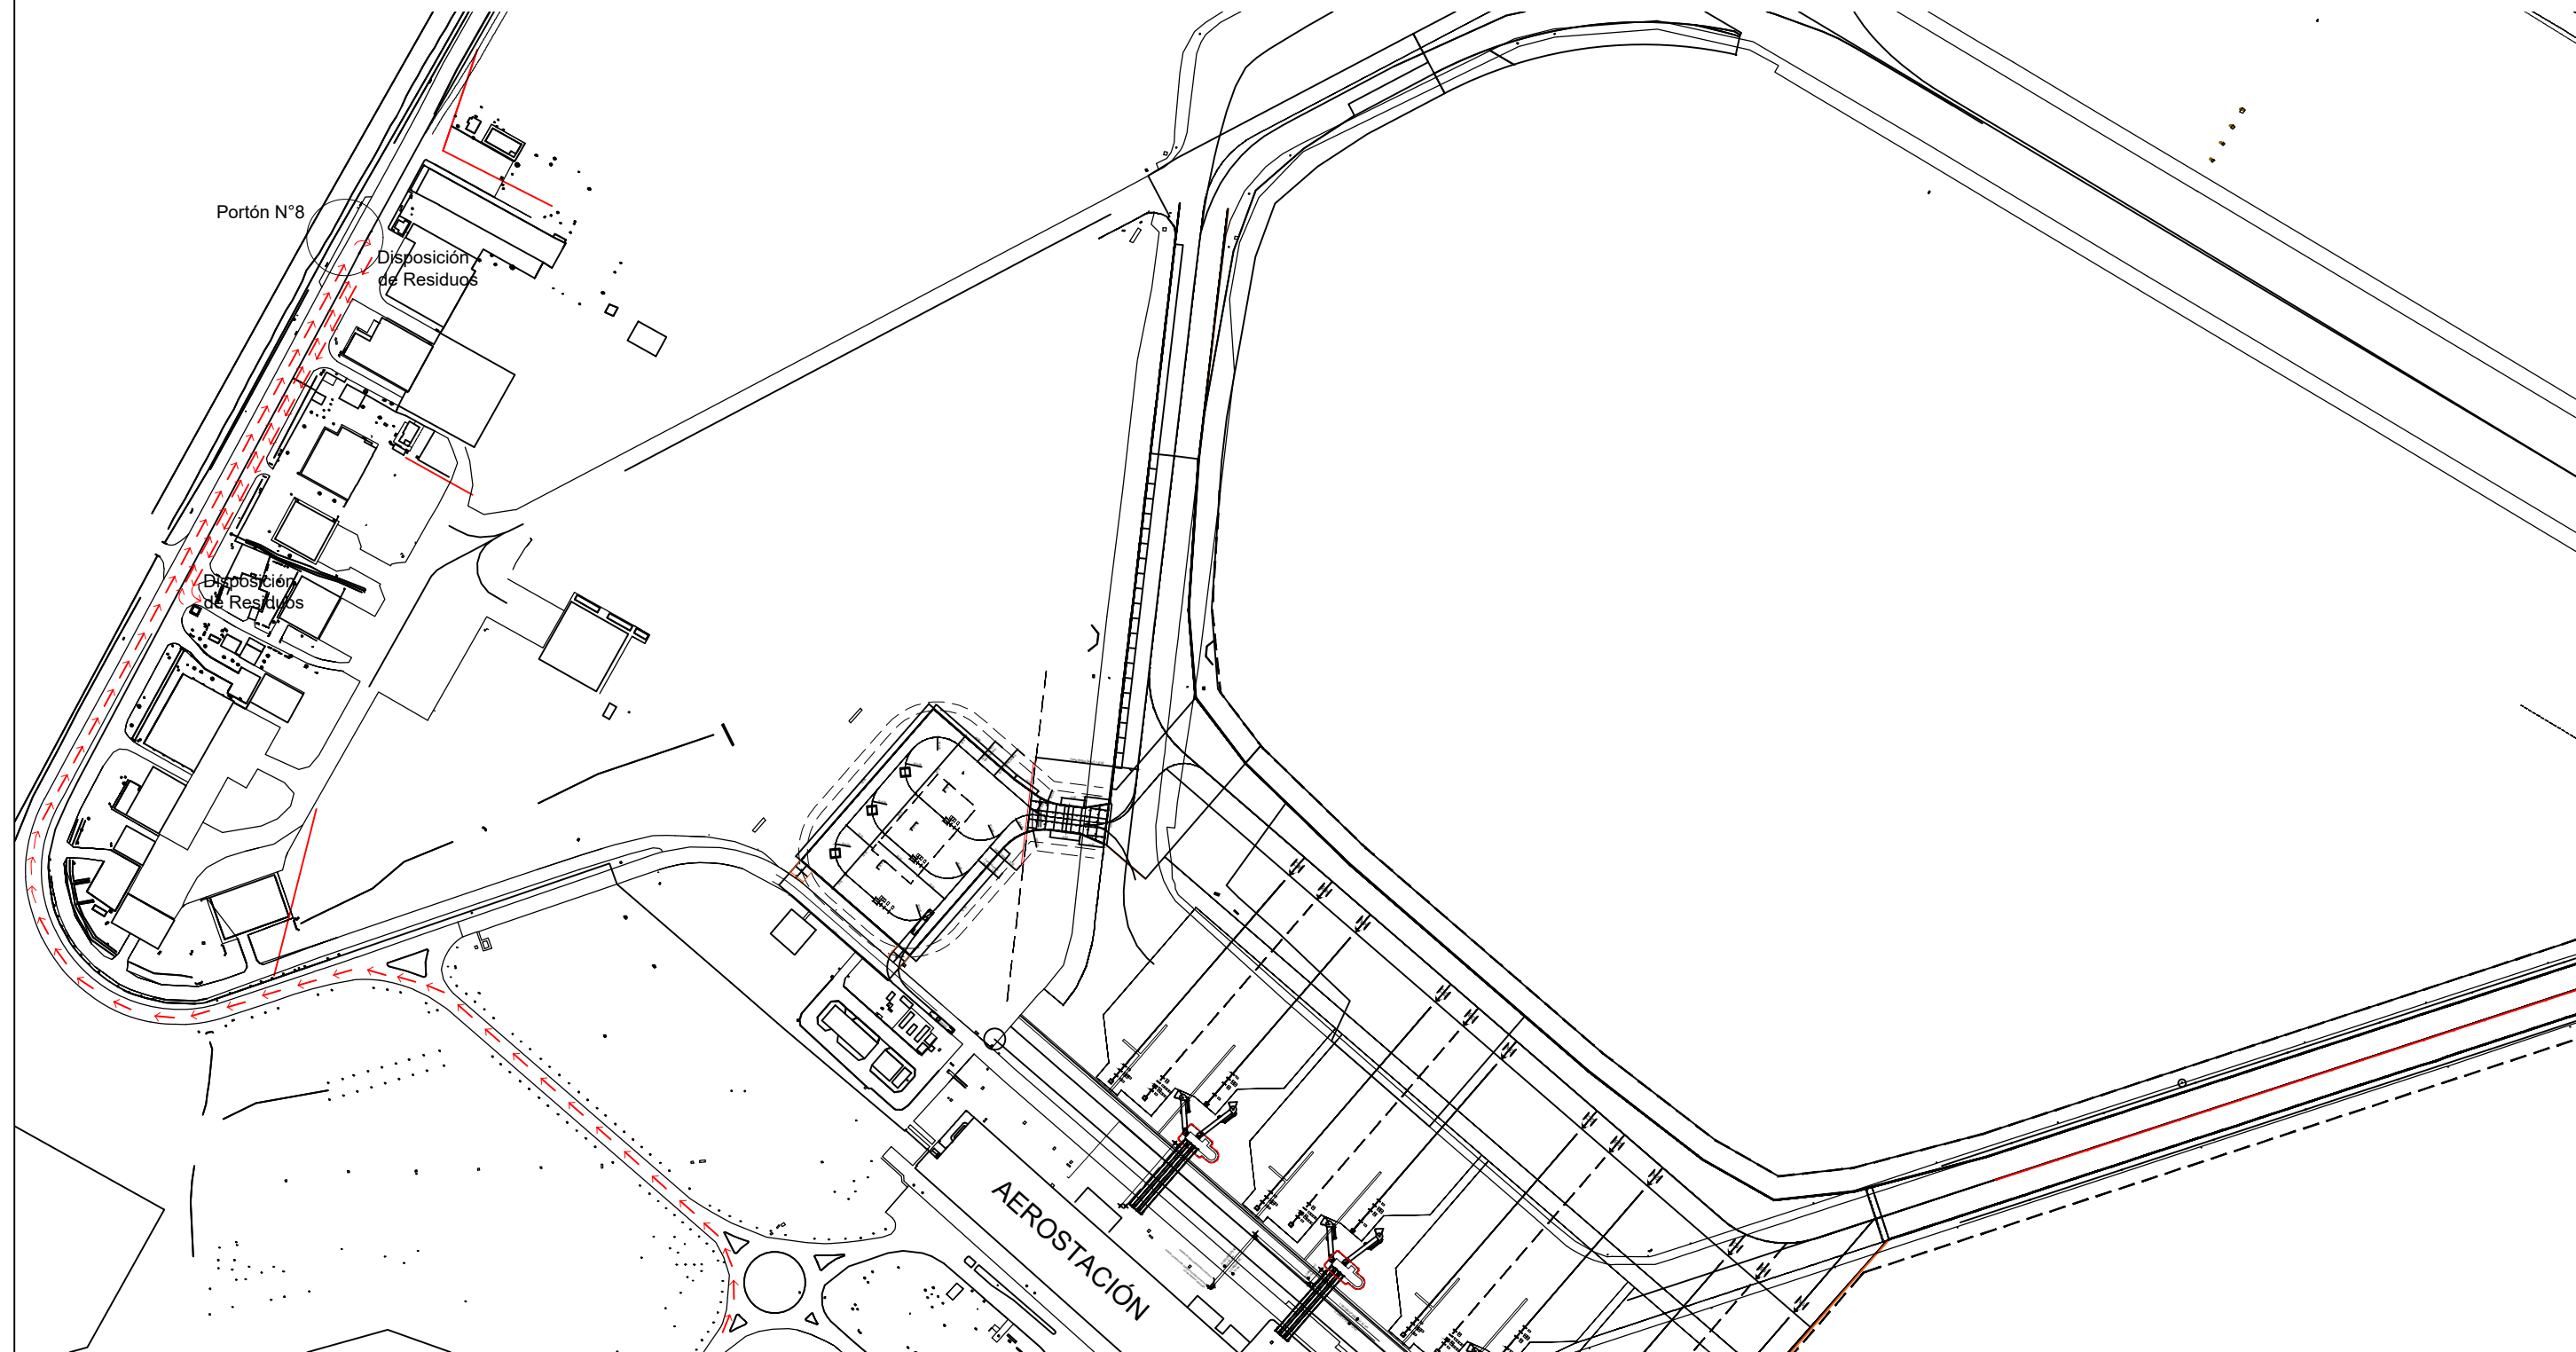 Portón N°8
Disposición
de Residuos
Disposición
de Residuos
AEROSTACIÓN